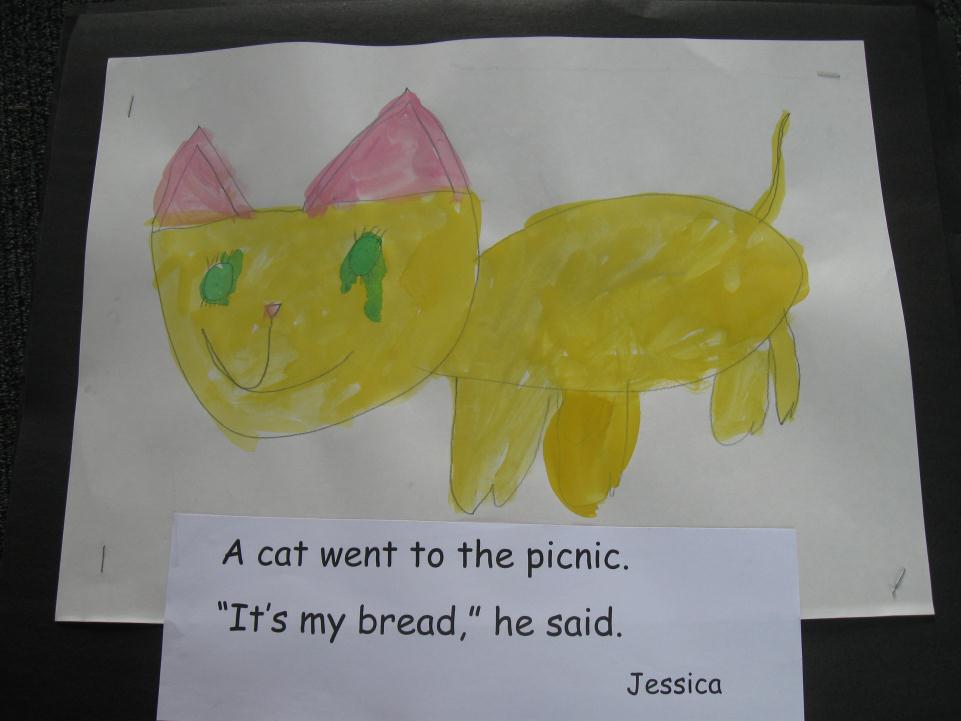 A cat went to the picnic.
“It’s my bread,” he said.
Jessica